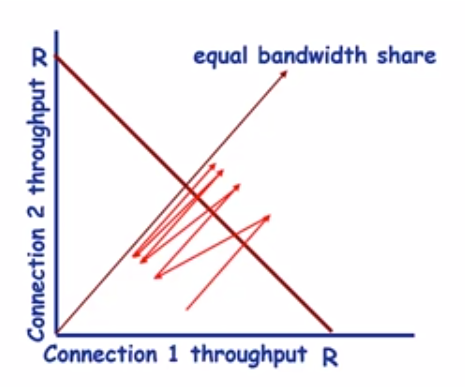 R
equal bandwidth share
Connection 2 throughput
Connection 1 throughput R